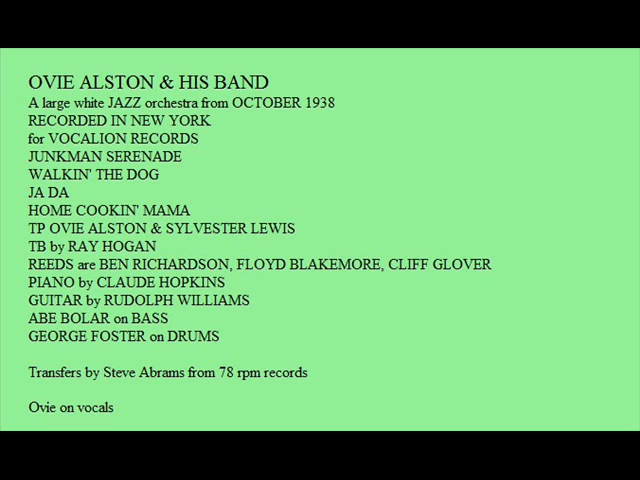 OVIE ALSTON & HIS BAND
A large white JAZZ orchestra from OCTOBER 1938
RECORDED IN NEW YORK
for VOCALION RECORDS
JUNKMAN SERENADE
WALKIN' THE DOG
JA DA
HOME COOKIN' MAMA
TP OVIE ALSTON & SYLVESTER LEWIS
TB by RAY HOGAN
REEDS are BEN RICHARDSON, FLOYD BLAKEMORE, CLIFF GLOVER
PIANO by CLAUDE HOPKINS
GUITAR by RUDOLPH WILLIAMS
ABE BOLAR on BASS
GEORGE FOSTER on DRUMS
Transfers by Steve Abrams from 78 rpm records
Ovie on vocals